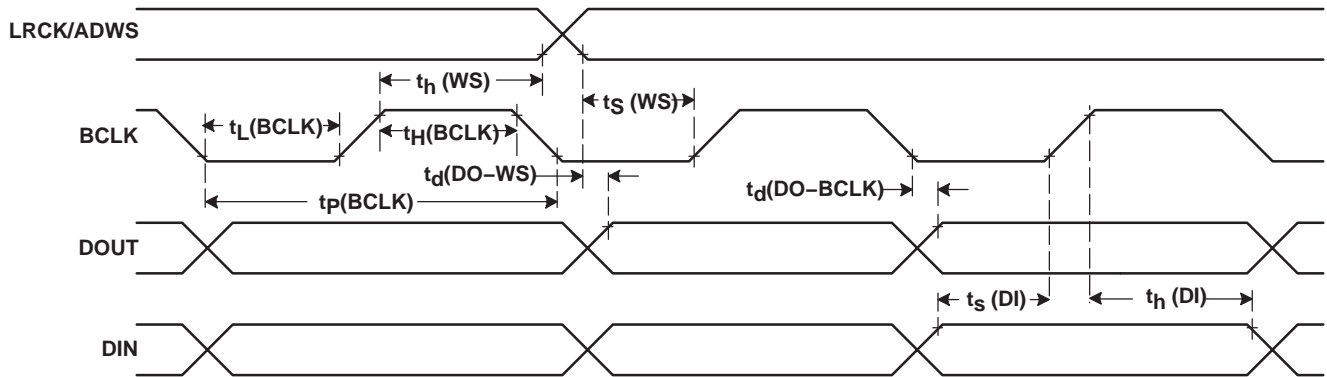 LRCK/ADWS
th (WS)
tS (WS)
BCLK
tL(BCLK)
tH(BCLK)
td(DO−WS)
td(DO−BCLK)
tP(BCLK)
DOUT
tS (DI)
th (DI)
DIN